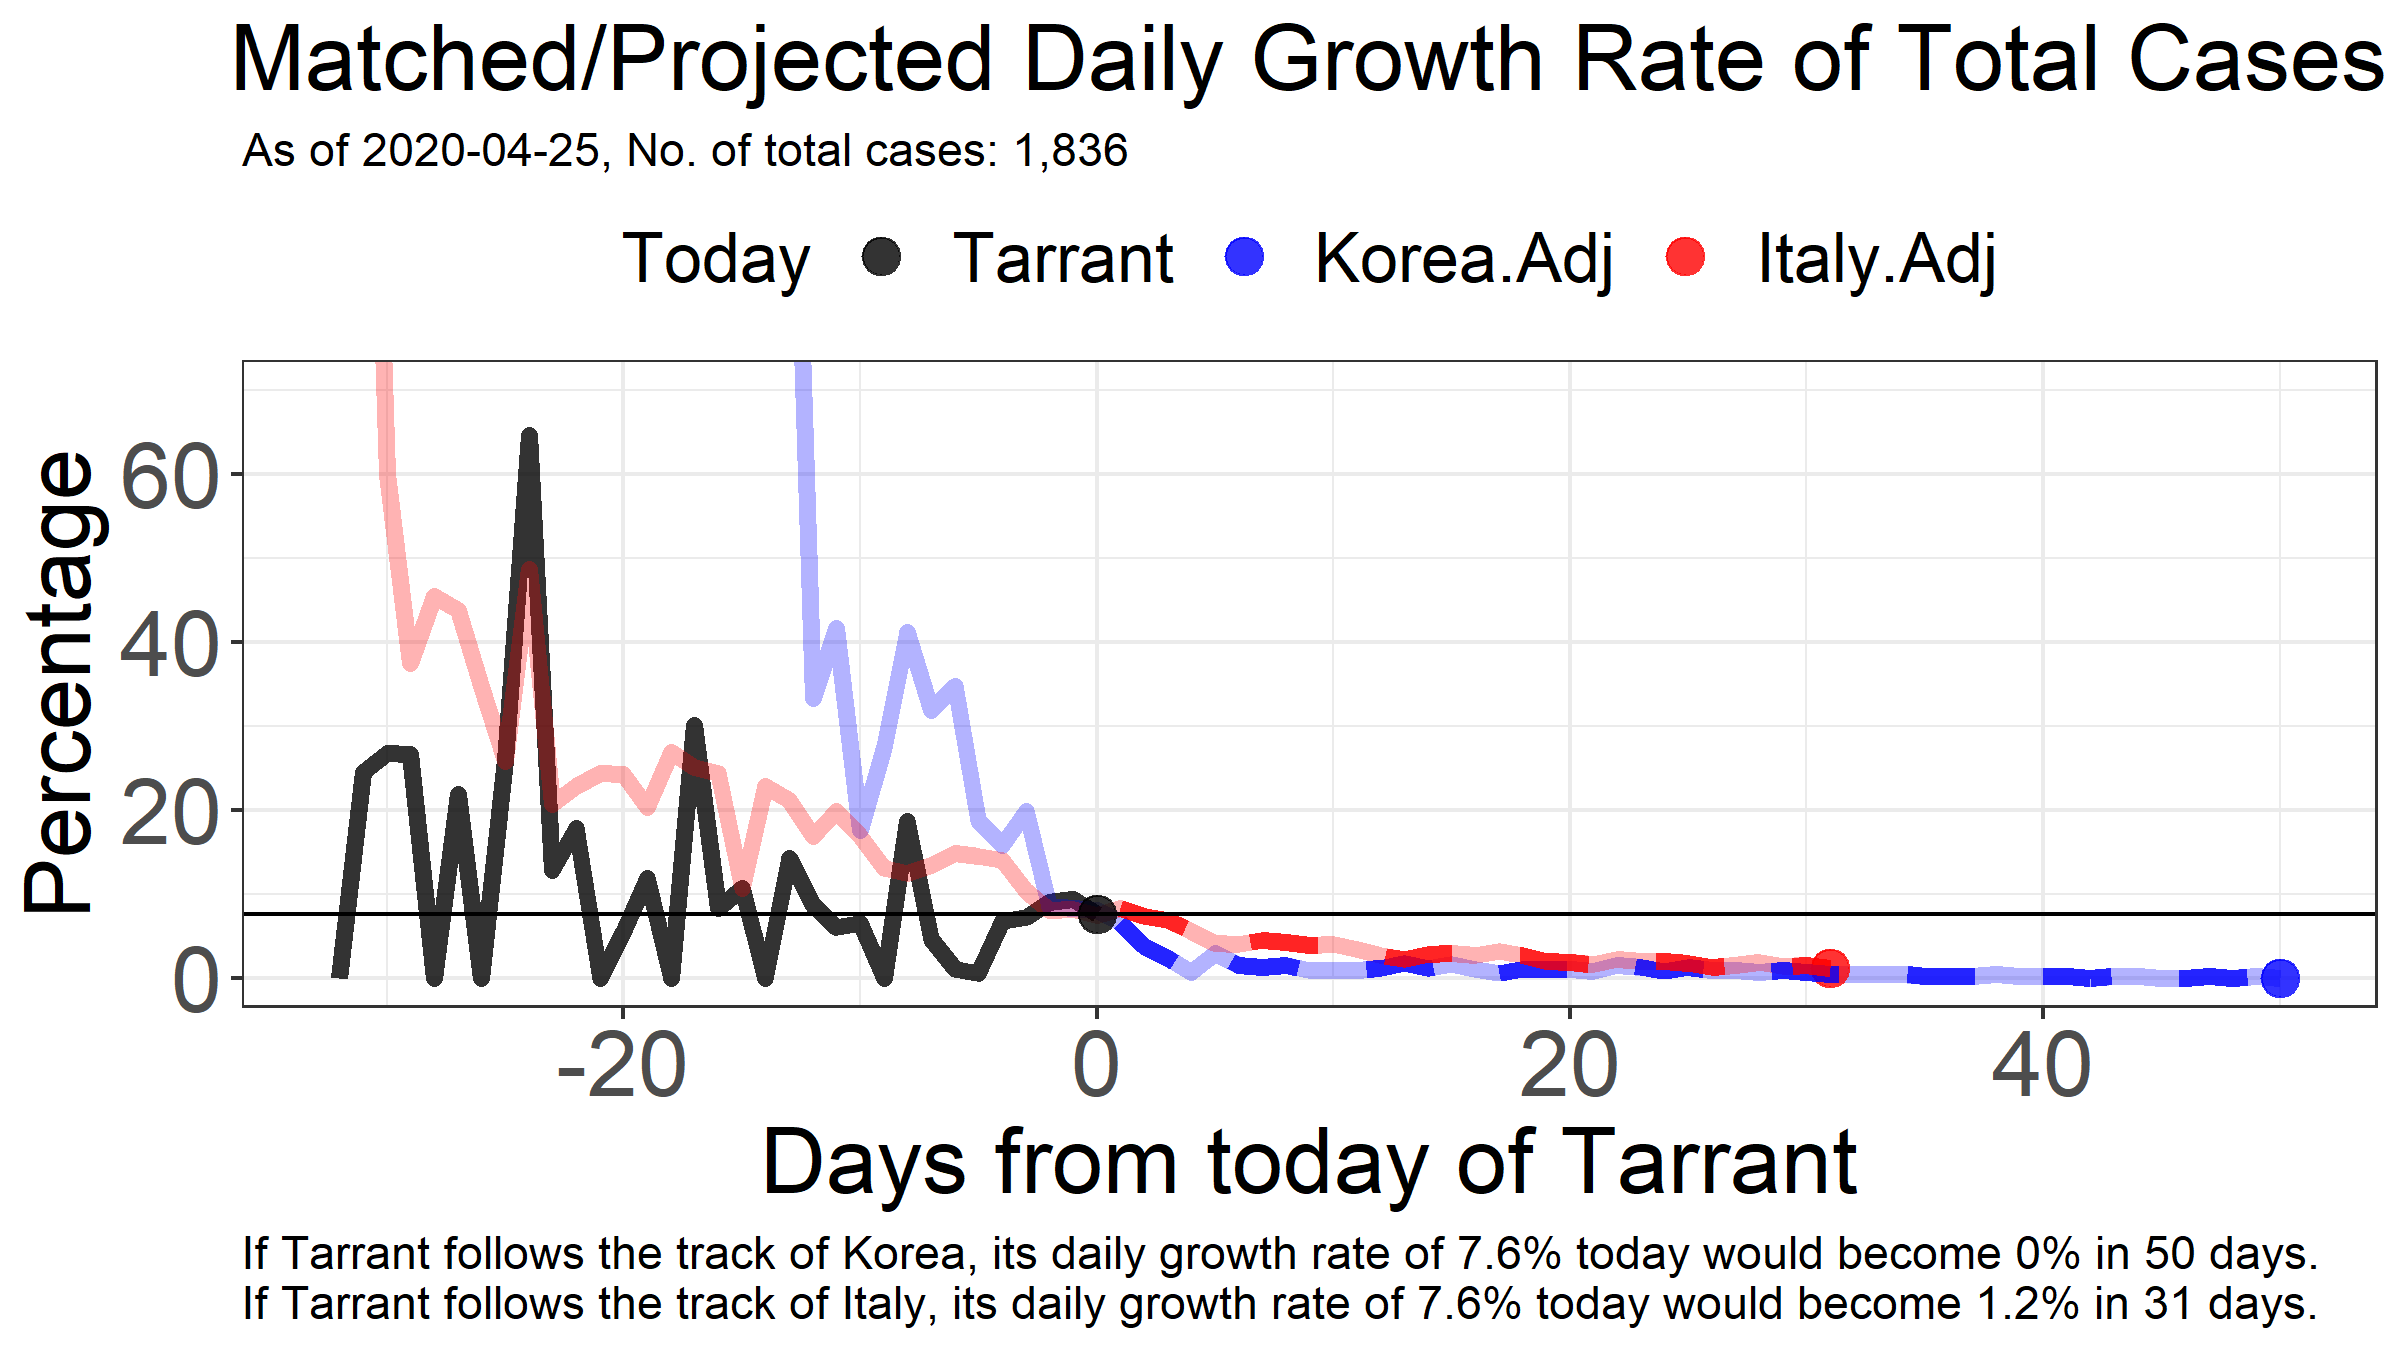 Matched/Projected Daily Growth Rate of Total Cases
As of 2020-04-25, No. of total cases: 1,836
Today Tarrant Korea.Adj Italy.Adj
Percentage
60
40
20
0
-20 0 20 40
Days from today of Tarrant
If Tarrant follows the track of Korea, its daily growth rate of 7.6% today would become 0% in 50 days.
If Tarrant follows the track of Italy, its daily growth rate of 7.6% today would become 1.2% in 31 days.